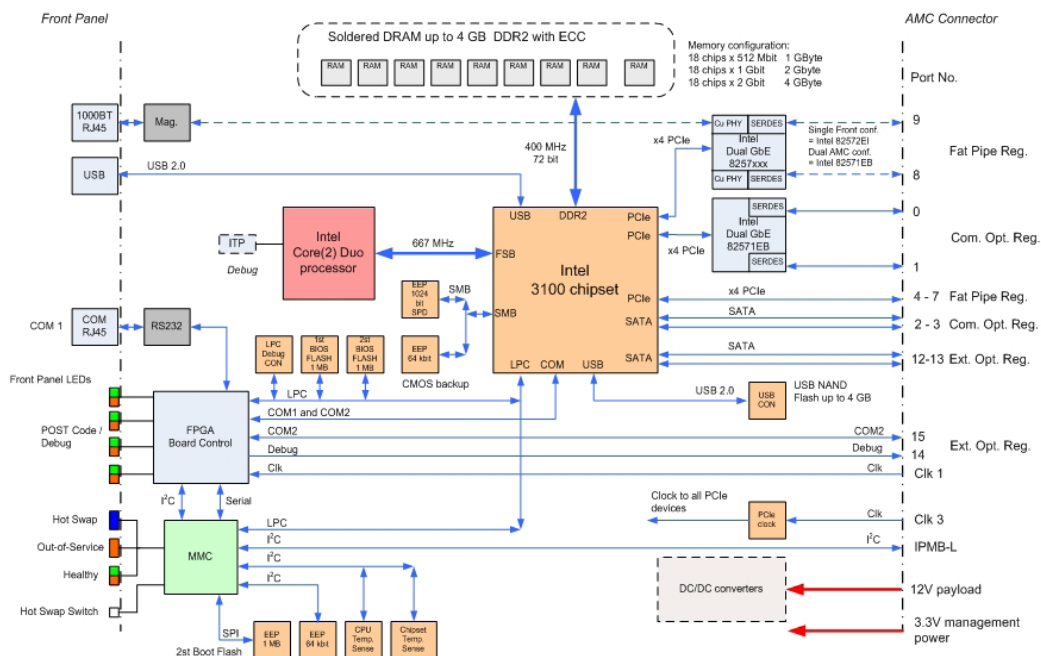 Front Panel
AMC Connector
Soldered DRAM up to 4 GB DDR2 with ECC
RAM
RAM
RAM
RAM
RAM
RAM
RAM
RAM
RAM
Memory configuration:
18 chips x 512 Mbit 1 GByte
18 chips x 1 Gbit 2 Gbyte
18 chips x 2 Gbit 4 GByte
Port No.
1000BT
RJ45
Mag.
Cu PHY
SERDES
9
x4 PCIe
Intel
Dual GbE
8257xxx
Single Front conf.
= Intel 82572EI
Dual AMC conf.
= Intel 82571EB
Fat Pipe Reg.
400 MHz
72 bit
USB
USB 2.0
Cu PHY
SERDES
8
USB
DDR2
PCIe
SERDES
0
PCIe
Intel
Dual GbE
82571EB
x4 PCIe
SERDES
Com. Opt. Reg.
1
ITP
Debug
Intel
Core(2) Duo
processor
667 MHz
FSB
Intel
3100 chipset
EEP
1024
bit
SPD
SMB
SMB
PCIe
x4 PCIe
4 - 7 Fat Pipe Reg.
SATA
SATA
2 - 3 Com. Opt. Reg.
COM 1
COM
RJ45
RS232
LPC
Debug
CON
1st
BIOS
FLASH
1 MB
2st
BIOS
FLASH
1 MB
EEP
64 kbit
CMOS backup
SATA
SATA
12-13 Ext. Opt. Reg.
LPC
COM
USB
Front Panel LEDs
LPC
USB 2.0
USB
CON
USB NAND
Flash up to 4 GB
FPGA
Board Control
COM1 and COM2
POST Code /
Debug
COM2
COM2
15
Ext. Opt. Reg.
Debug
Debug
14
Clk
Clk
Clk 1
I²C
Serial
Clock to all PCIe
devices
PCIe
clock
Clk
Clk 3
Hot Swap
LPC
Out-of-Service
MMC
I²C
I²C
IPMB-L
I²C
Healthy
I²C
DC/DC converters
12V payload
Hot Swap Switch
SPI
3.3V management
power
2st Boot Flash
EEP
1 MB
EEP
64 kbit
CPU
Temp.
Sense
Chipset
Temp.
Sense